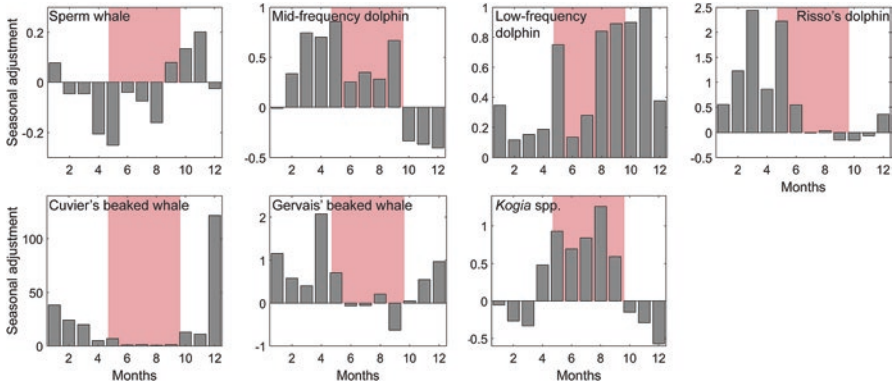 Sperm whale
Seasonal adjustment
0.2
0
-0.2
2 4 6 8 10 12
Mid-frequency dolphin
1
0.5
0
-0.5
2 4 6 8 10 12
Low-frequency
dolphin
1
0.8
0.6
0.4
0.2
0
2 4 6 8 10 12
Risso's dolphin
2.5
2
1.5
1
0.5
0
-0.5
2 4 6 8 10 12
Months
Cuvier's beaked whale
Seasonal adjustment
100
50
0
2 4 6 8 10 12
Months
Gervais' beaked whale
2
1
0
-1
2 4 6 8 10 12
Months
Kogia spp.
1
0.5
0
-0.5
2 4 6 8 10 12
Months